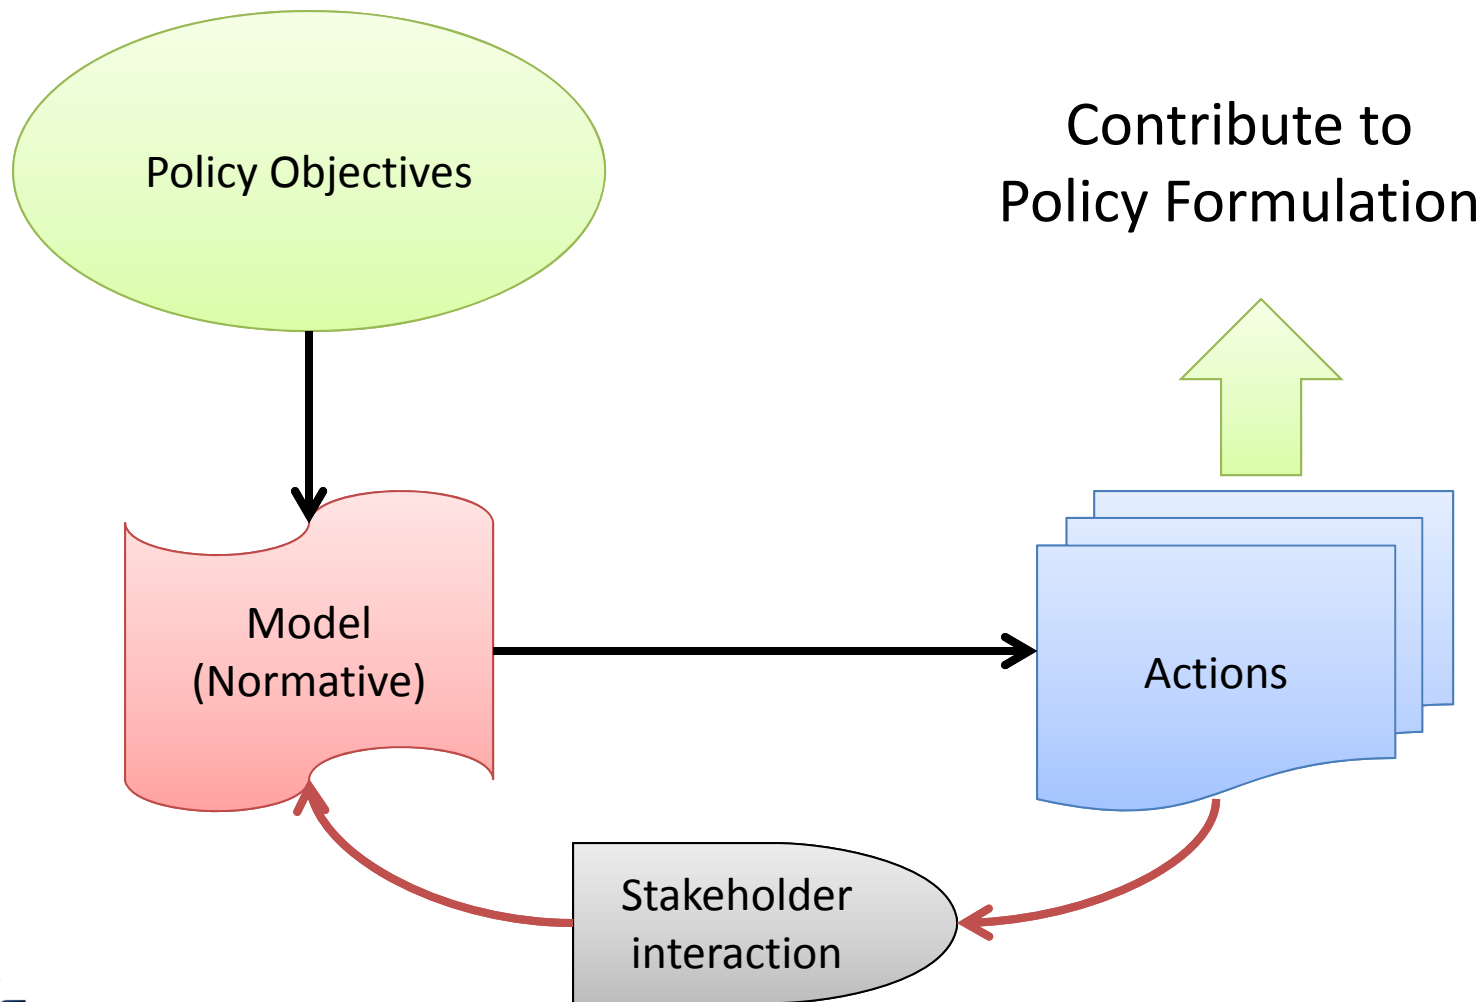 Policy Objectives
Contribute to
Policy Formulation
Model
(Normative)
Actions
Stakeholder
interaction